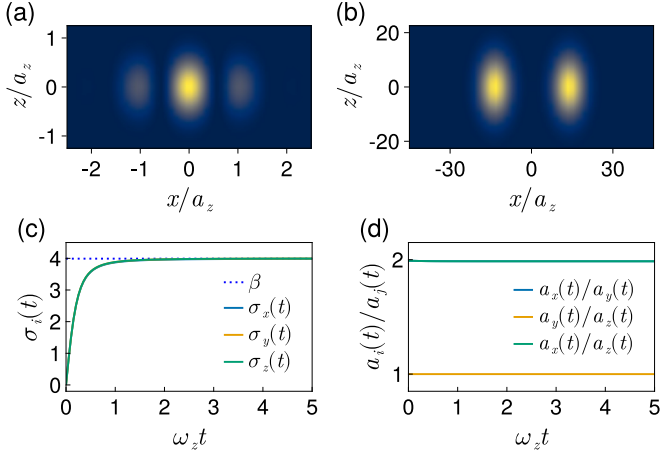 (a)
1
0
-1
z/a_z
-2
-1
0
1
2
x/a_z
(b)
20
0
-20
z/a_z
-30
0
30
x/a_z
(c)
4
3
2
1
0
σ_i(t)
β
σ_x(t)
σ_y(t)
σ_z(t)
0
1
2
3
4
5
ω_z t
(d)
2
1
a_i(t)/a_j(t)
a_x(t)/a_y(t)
a_y(t)/a_z(t)
a_x(t)/a_z(t)
0
1
2
3
4
5
ω_z t